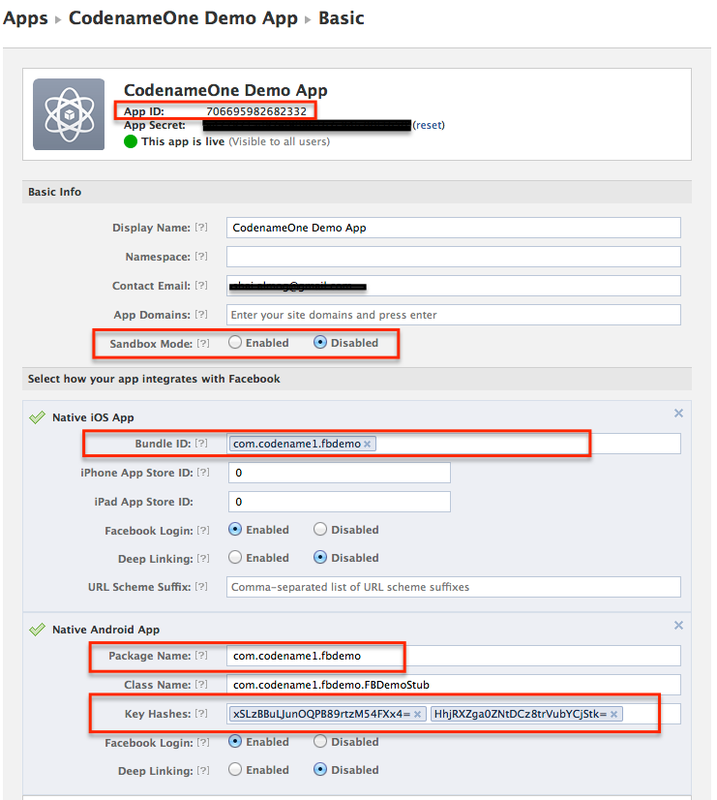 Apps ▸ CodenameOne Demo App ▸ Basic
CodenameOne Demo App
App ID: 706695982682332
App Secret: (reset)
This app is live (Visible to all users)
Basic Info
Display Name: [?] CodenameOne Demo App
Namespace: [?]
Contact Email: [?]
App Domains: [?] Enter your site domains and press enter
Sandbox Mode: [?] Enabled Disabled
Select how your app integrates with Facebook
Native iOS App ×
Bundle ID: [?] com.codename1.fbdemo ×
iPhone App Store ID: [?] 0
iPad App Store ID: 0
Facebook Login: [?] Enabled Disabled
Deep Linking: [?] Enabled Disabled
URL Scheme Suffix: [?] Comma-separated list of URL scheme suffixes
Native Android App ×
Package Name: [?] com.codename1.fbdemo
Class Name: [?] com.codename1.fbdemo.FBDemoStub
Key Hashes: [?] xSLzBBuLJunOQPB89rtzM54FXx4= × HhjRXZga0ZNtDCz8trVubYCjStk= ×
Facebook Login: [?] Enabled Disabled
Deep Linking: [?] Enabled Disabled